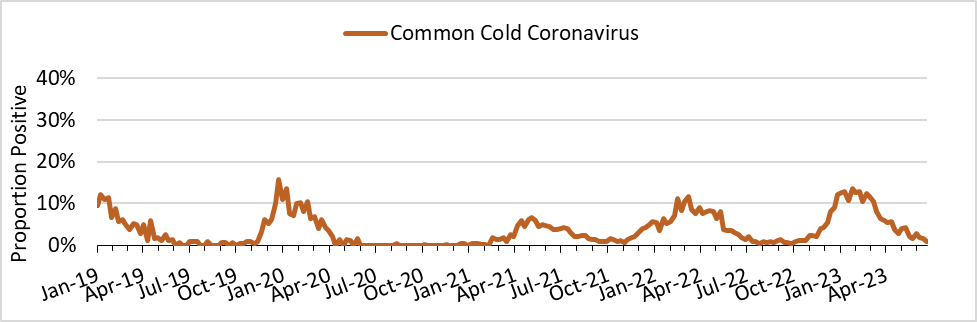 Common Cold Coronavirus
Proportion Positive
40%
30%
20%
10%
0%
Jan-19 Apr-19 Jul-19 Oct-19 Jan-20 Apr-20 Jul-20 Oct-20 Jan-21 Apr-21 Jul-21 Oct-21 Jan-22 Apr-22 Jul-22 Oct-22 Jan-23 Apr-23